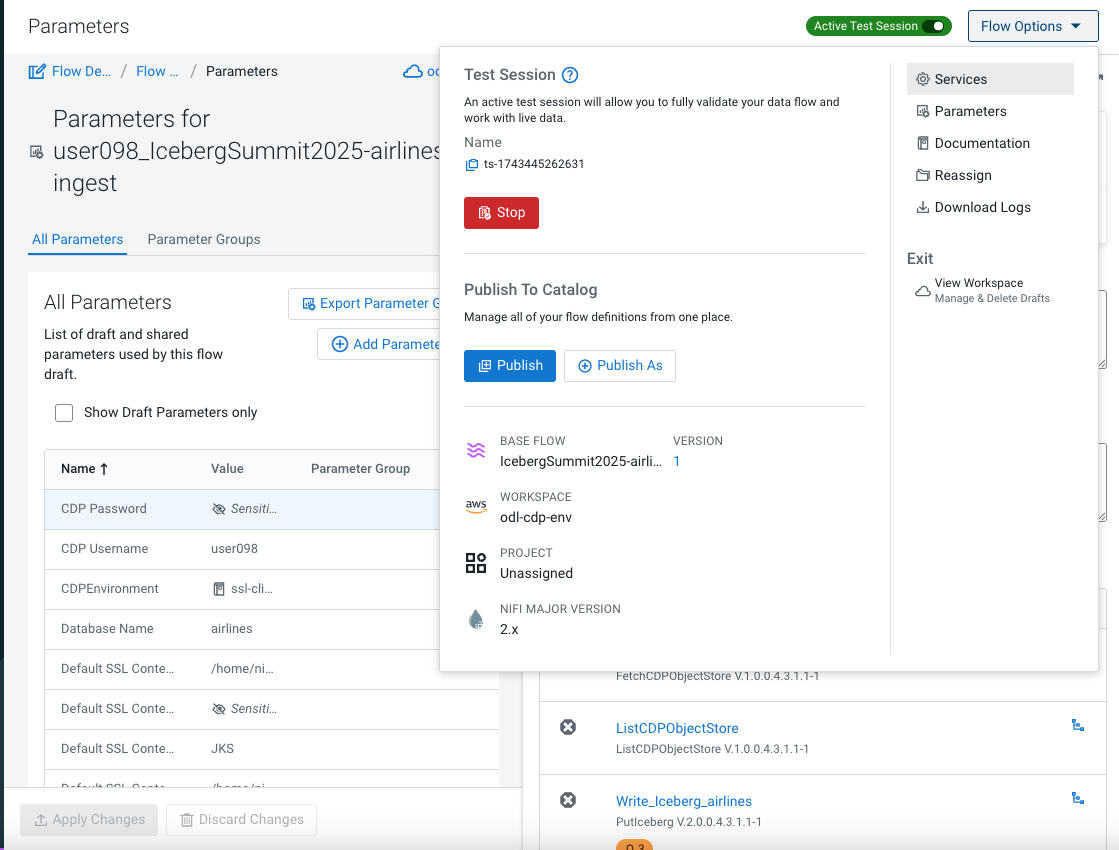 Parameters
Active Test Session
Flow Options
Flow De... / Flow ... / Parameters
Parameters for
user098_IcebergSummit2025-airlines
ingest
All Parameters
Parameter Groups
All Parameters
Export Parameter G
List of draft and shared
parameters used by this flow
draft.
Add Paramete
Show Draft Parameters only
Name ↑ Value Parameter Group
CDP Password Sensiti...
CDP Username user098
CDPEnvironment ssl-cli...
Database Name airlines
Default SSL Conte... /home/ni...
Default SSL Conte... Sensiti...
Default SSL Conte... JKS
Apply Changes
Discard Changes
Test Session
An active test session will allow you to fully validate your data flow and
work with live data.
Name
ts-1743445262631
Stop
Publish To Catalog
Manage all of your flow definitions from one place.
Publish
Publish As
BASE FLOW VERSION
IcebergSummit2025-airli... 1
aws
WORKSPACE
odl-cdp-env
PROJECT
Unassigned
NIFI MAJOR VERSION
2.x
Services
Parameters
Documentation
Reassign
Download Logs
Exit
View Workspace
Manage & Delete Drafts
FetchCDPObjectStore V.1.0.0.4.3.1.1-1
ListCDPObjectStore
ListCDPObjectStore V.1.0.0.4.3.1.1-1
Write_Iceberg_airlines
PutIceberg V.2.0.0.4.3.1.1-1